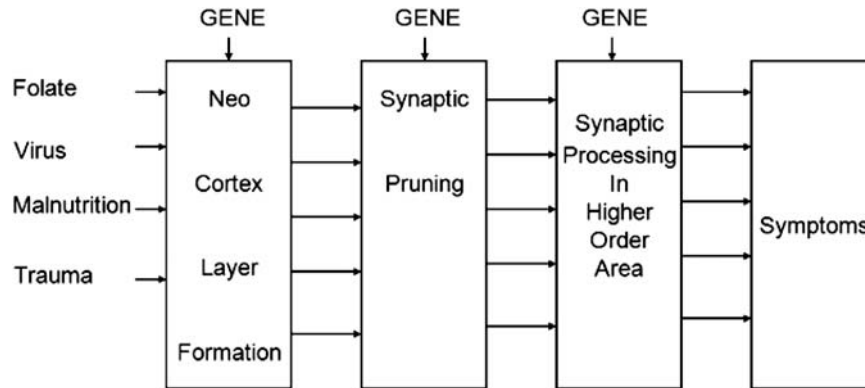 GENE
GENE
GENE
Folate
Virus
Malnutrition
Trauma
Neo
Cortex
Layer
Formation
Synaptic
Pruning
Synaptic
Processing
In
Higher
Order
Area
Symptoms